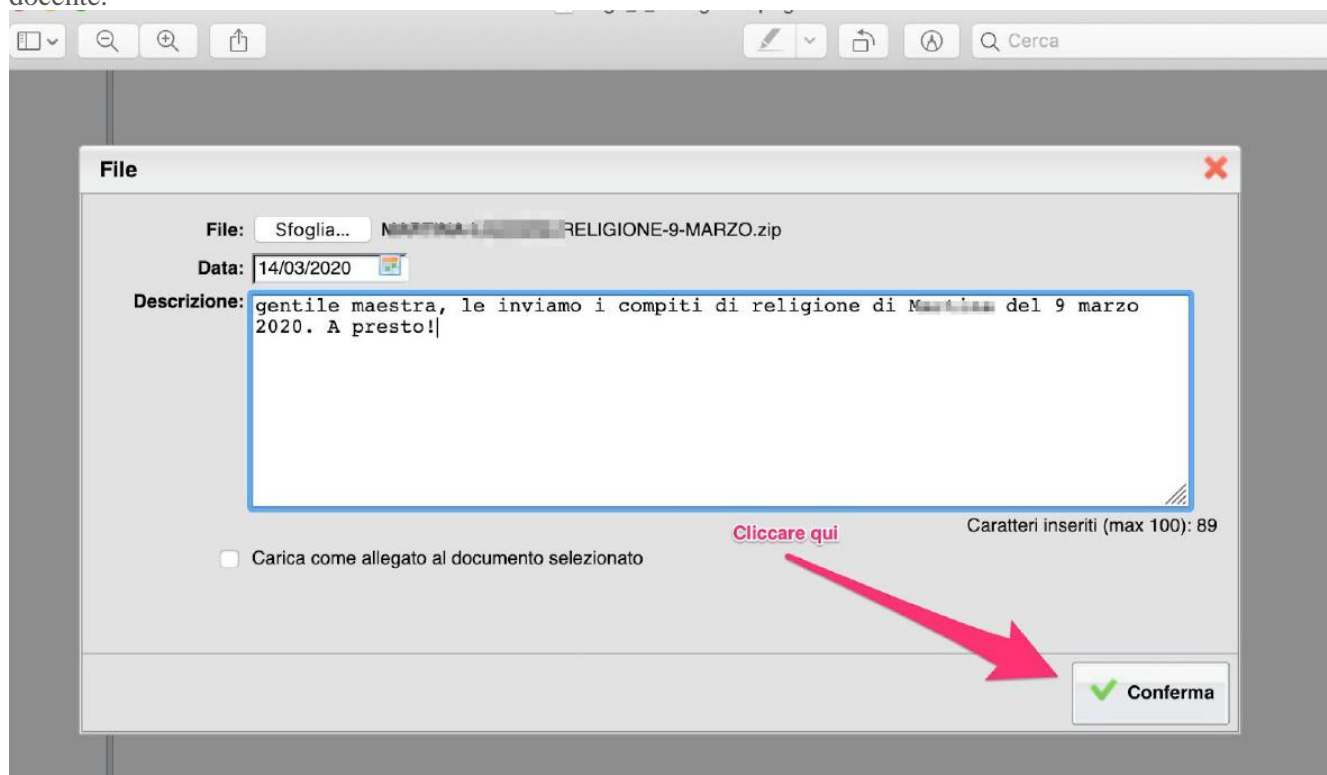 docente.
Cerca
File
File: Sfoglia... RELIGIONE-9-MARZO.zip
Data: 14/03/2020
Descrizione: gentile maestra, le inviamo i compiti di religione di del 9 marzo
2020. A presto!
Cliccare qui
Caratteri inseriti (max 100): 89
Carica come allegato al documento selezionato
Conferma